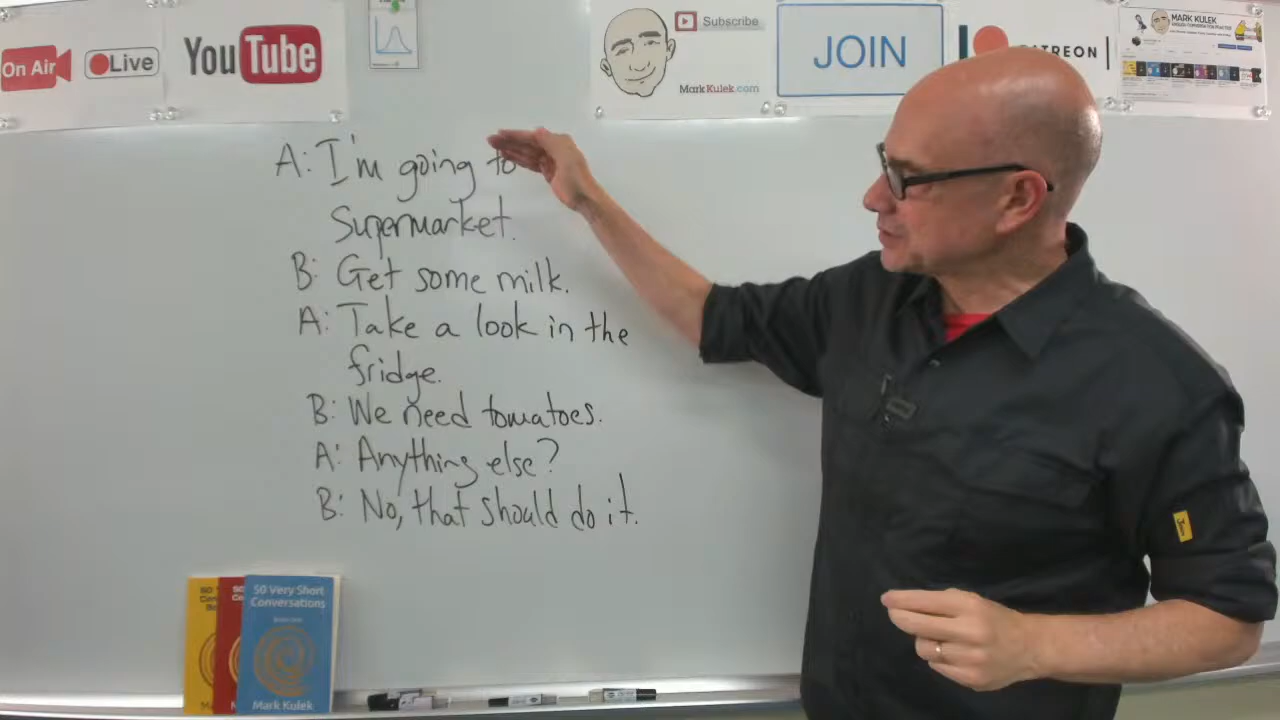 On Air
Live
YouTube
Subscribe
MarkKulek.com
JOIN
MARK KULEK
A: I'm going to
Supermarket.
B: Get some milk.
A: Take a look in the
fridge.
B: We need tomatoes.
A: Anything else?
B: No, that should do it.
50 Very Short
Conversations
Mark Kulek